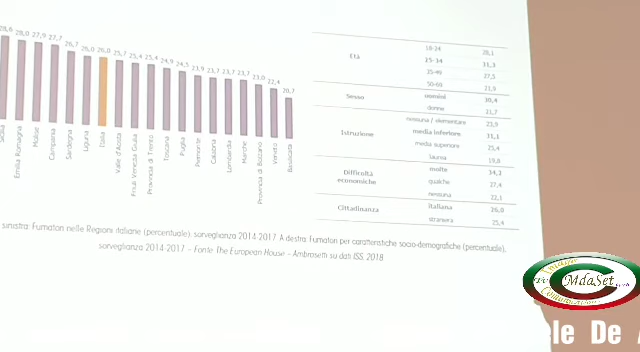 28,8 28,0 27,9 27,7 26,7 26,0 26,0 25,7 25,4 25,4 24,9 24,5 23,9 23,7 23,7 23,7 23,0 22,4 20,7
Sicilia Emilia Romagna Molise Campania Sardegna Liguria Italia Valle d'Aosta Friuli Venezia Giulia Provincia di Trento Toscana Puglia Piemonte Calabria Lombardia Marche Provincia di Bolzano Veneto Basilicata
Età
18-24
25- 34 31,3
35-49 27,5
50-69
Sesso uomini 30,4
donne 21,7
Istruzione
nessuna / elementare 23,9
media inferiore 31,1
media superiore 25,4
laurea 19,8
Difficoltà economiche
molte 34,3
qualche 27,4
nessuna 22,1
Cittadinanza italiana 26,0
straniera 25,4
sinistra: Fumatori nelle Regioni italiane (percentuale), sorveglianza 2014-2017. A destra: Fumatori per caratteristiche socio-demografiche (percentuale),
sorveglianza 2014-2017 – Fonte The European House - Ambrosetti su dati ISS, 2018
MdaSet
ele De